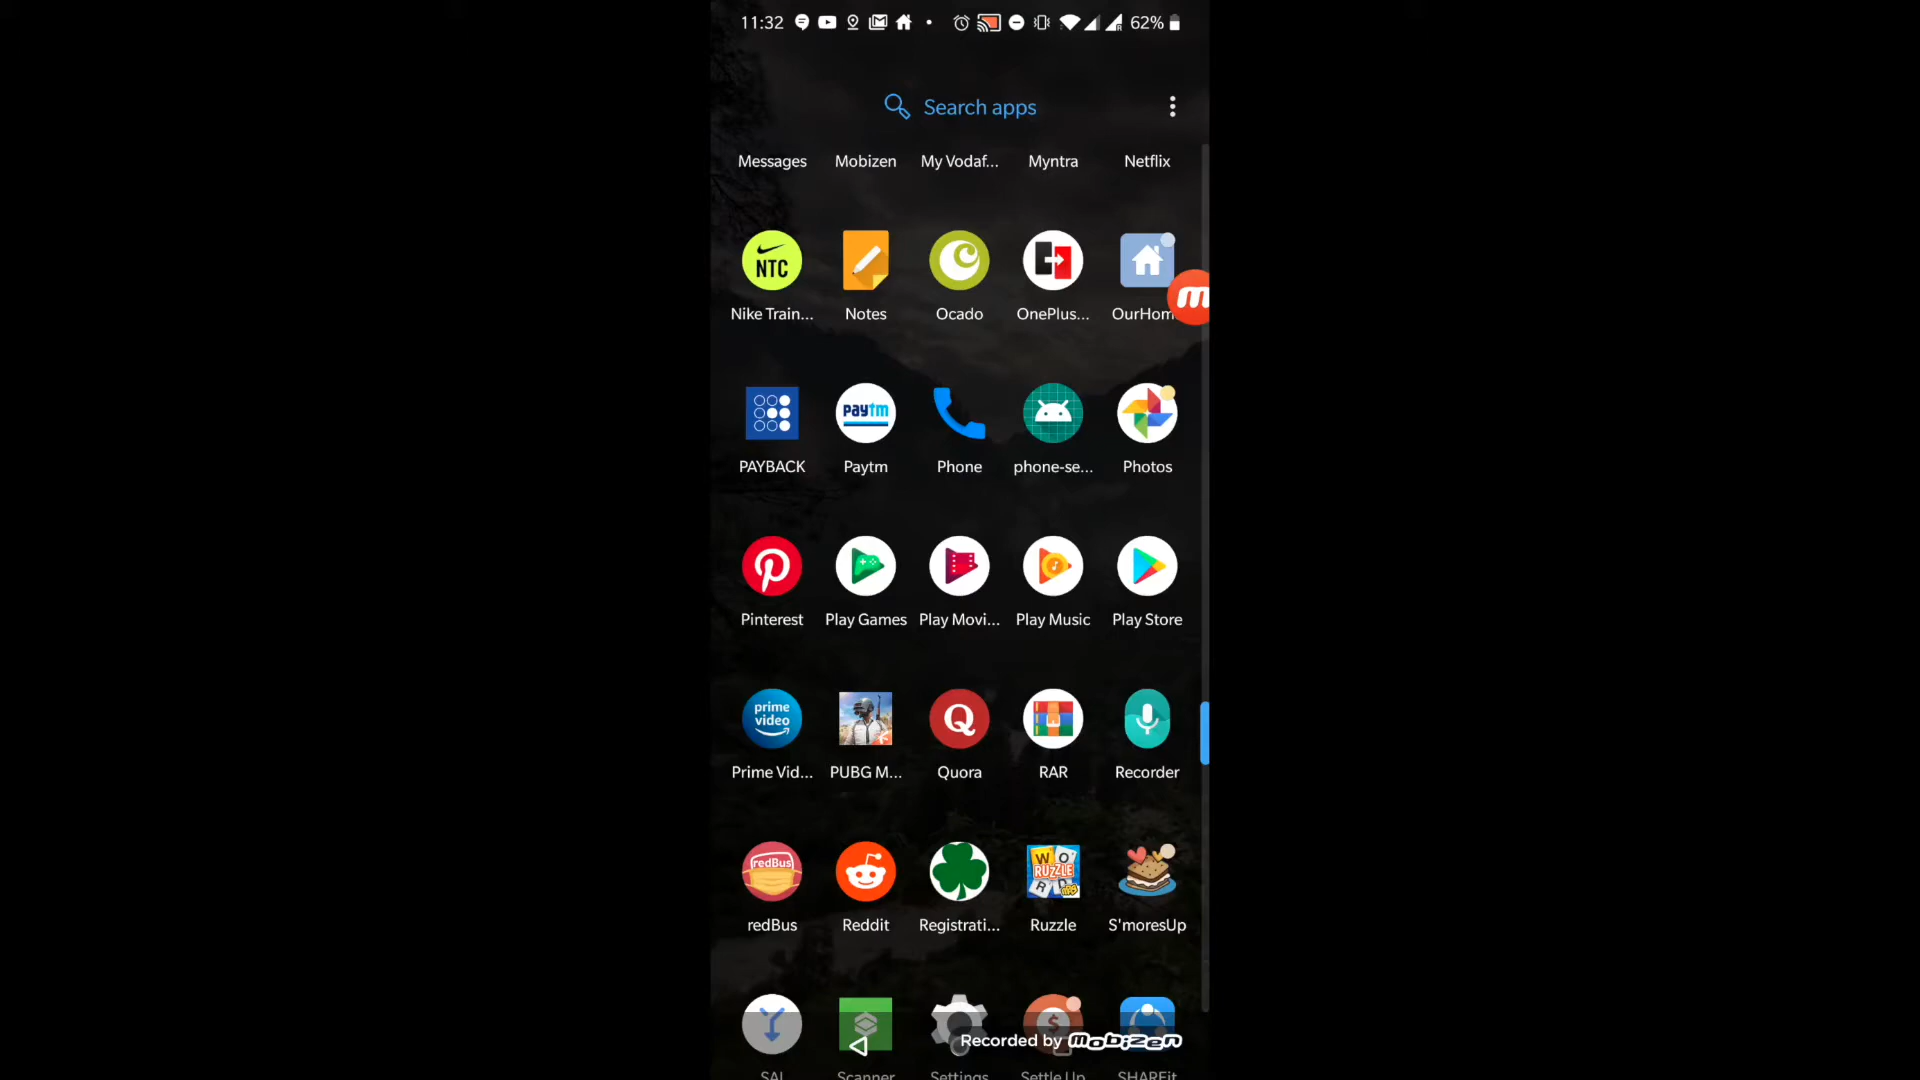 11:32 62%
Search apps
Messages Mobizen My Vodaf... Myntra Netflix
NTC
Nike Train... Notes Ocado OnePlus... OurHom
paytm
PAYBACK Paytm Phone phone-se... Photos
Pinterest Play Games Play Movi... Play Music Play Store
prime
video
Prime Vid... PUBG M... Quora RAR Recorder
redBus
W O
RUZZLE
R D
redBus Reddit Registrati... Ruzzle S'moresUp
Recorded by Mobizen
SAI Scanner Settings Settle Up SHAREit